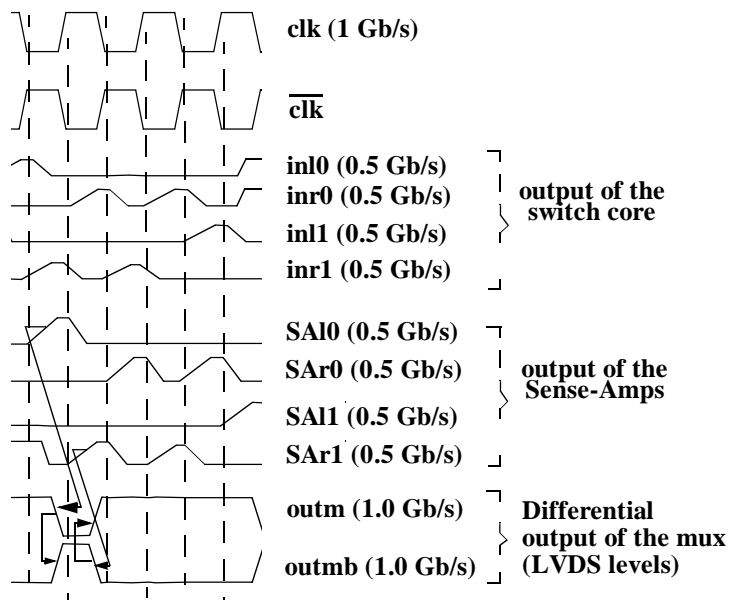 clk (1 Gb/s)
clk
inl0 (0.5 Gb/s)
inr0 (0.5 Gb/s)
inl1 (0.5 Gb/s)
inr1 (0.5 Gb/s)
output of the
switch core
SAl0 (0.5 Gb/s)
SAr0 (0.5 Gb/s)
SAl1 (0.5 Gb/s)
SAr1 (0.5 Gb/s)
output of the
Sense-Amps
outm (1.0 Gb/s)
outmb (1.0 Gb/s)
Differential
output of the mux
(LVDS levels)